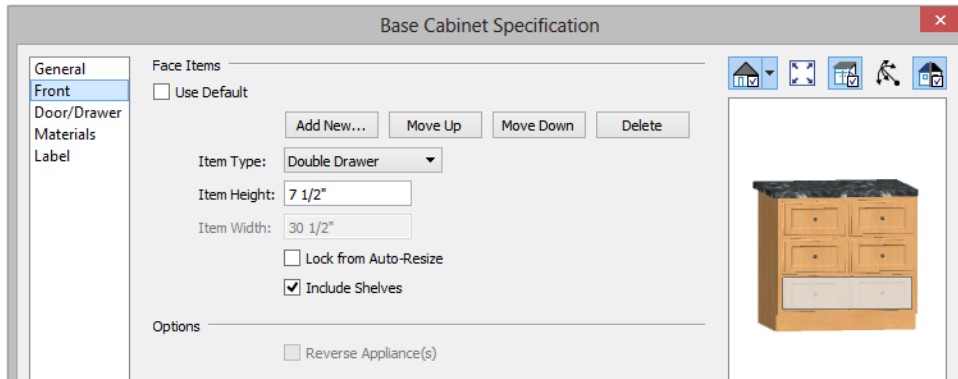 Base Cabinet Specification
General
Front
Door/Drawer
Materials
Label
Face Items
Use Default
Add New... Move Up Move Down Delete
Item Type: Double Drawer
Item Height: 7 1/2"
Item Width: 30 1/2"
Lock from Auto-Resize
Include Shelves
Options
Reverse Appliance(s)